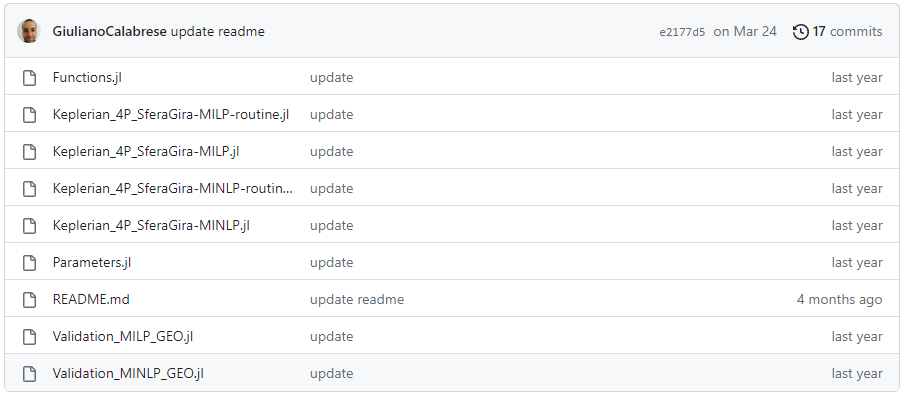 GiulianoCalabrese update readme e2177d5 on Mar 24 17 commits
Functions.jl update last year
Keplerian_4P_SferaGira-MILP-routine.jl update last year
Keplerian_4P_SferaGira-MILP.jl update last year
Keplerian_4P_SferaGira-MINLP-routin... update last year
Keplerian_4P_SferaGira-MINLP.jl update last year
Parameters.jl update last year
README.md update readme 4 months ago
Validation_MILP_GEO.jl update last year
Validation_MINLP_GEO.jl update last year